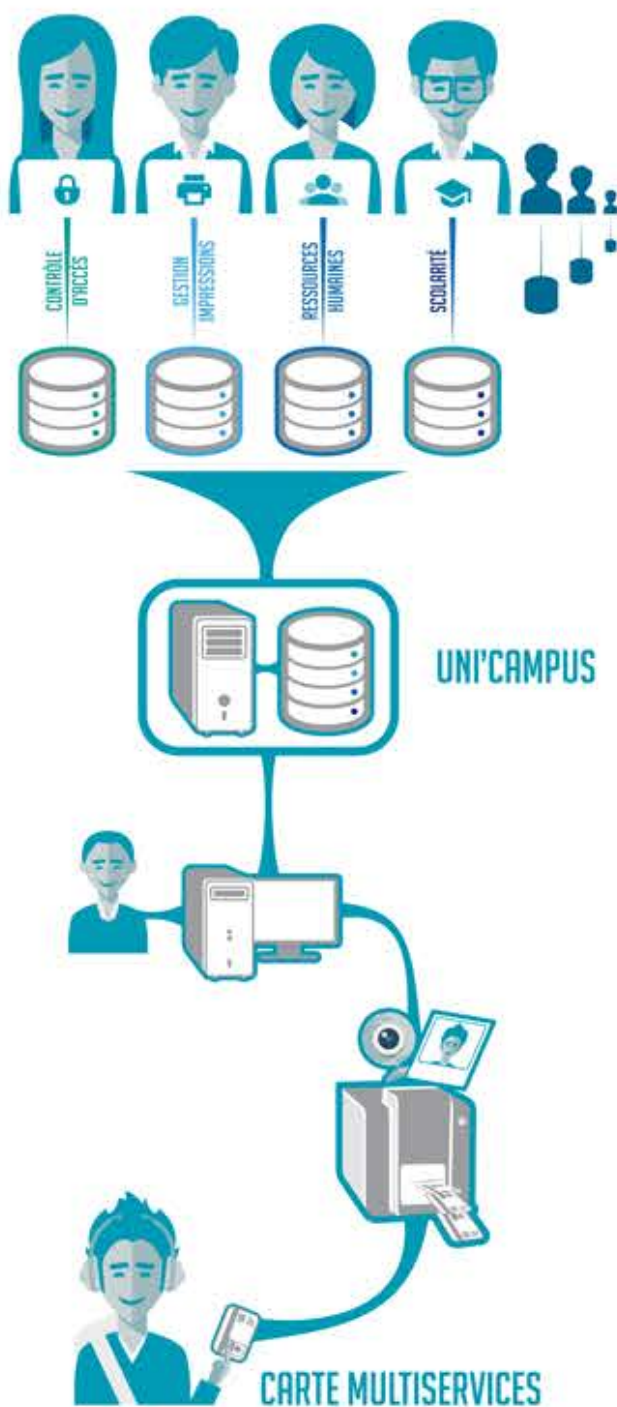 CONTRÔLE
D'ACCÈS
GESTION
IMPRESSIONS
RESSOURCES
HUMAINES
SCOLARITÉ
UNI'CAMPUS
CARTE MULTISERVICES